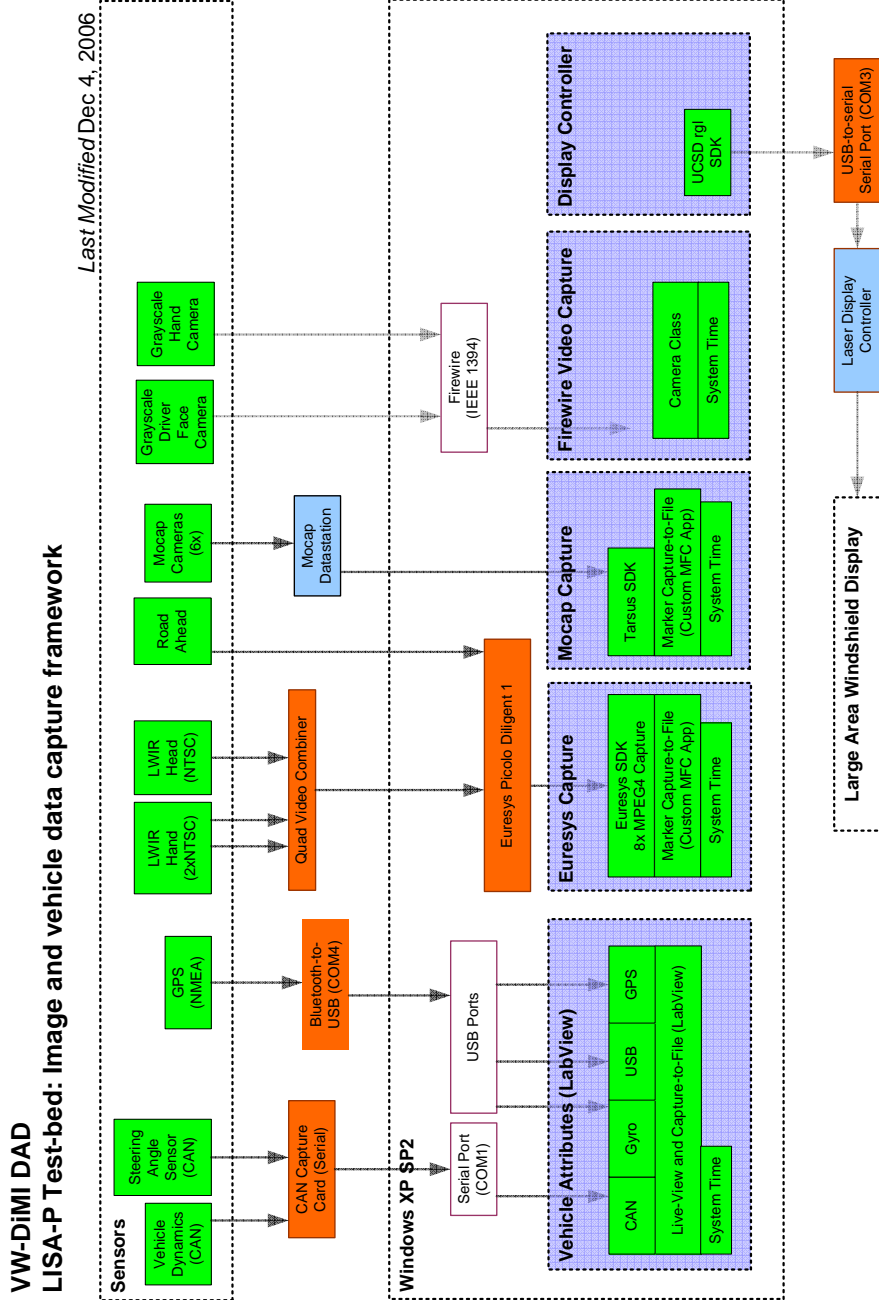 VW-DiMI DAD
LISA-P Test-bed: Image and vehicle data capture framework
Last Modified Dec 4, 2006
Sensors
Vehicle
Dynamics
(CAN)
Steering
Angle
Sensor
(CAN)
GPS
(NMEA)
LWIR
Hand
(2xNTSC)
LWIR
Head
(NTSC)
Road
Ahead
Mocap
Cameras
(6x)
Grayscale
Driver
Face
Camera
Grayscale
Hand
Camera
CAN Capture
Card (Serial)
Bluetooth-to-
USB (COM4)
Quad Video Combiner
Mocap
Datastation
Windows XP SP2
Serial Port
(COM1)
USB Ports
Euresys Picolo Diligent 1
Firewire
(IEEE 1394)
Vehicle Attributes (LabView)
CAN
Gyro
USB
GPS
Live-View and Capture-to-File (LabView)
System Time
Euresys Capture
Euresys SDK
8x MPEG4 Capture
Marker Capture-to-File
(Custom MFC App)
System Time
Mocap Capture
Tarsus SDK
Marker Capture-to-File
(Custom MFC App)
System Time
Firewire Video Capture
Camera Class
System Time
Display Controller
UCSD rgl
SDK
Large Area Windshield Display
Laser Display
Controller
USB-to-serial
Serial Port (COM3)